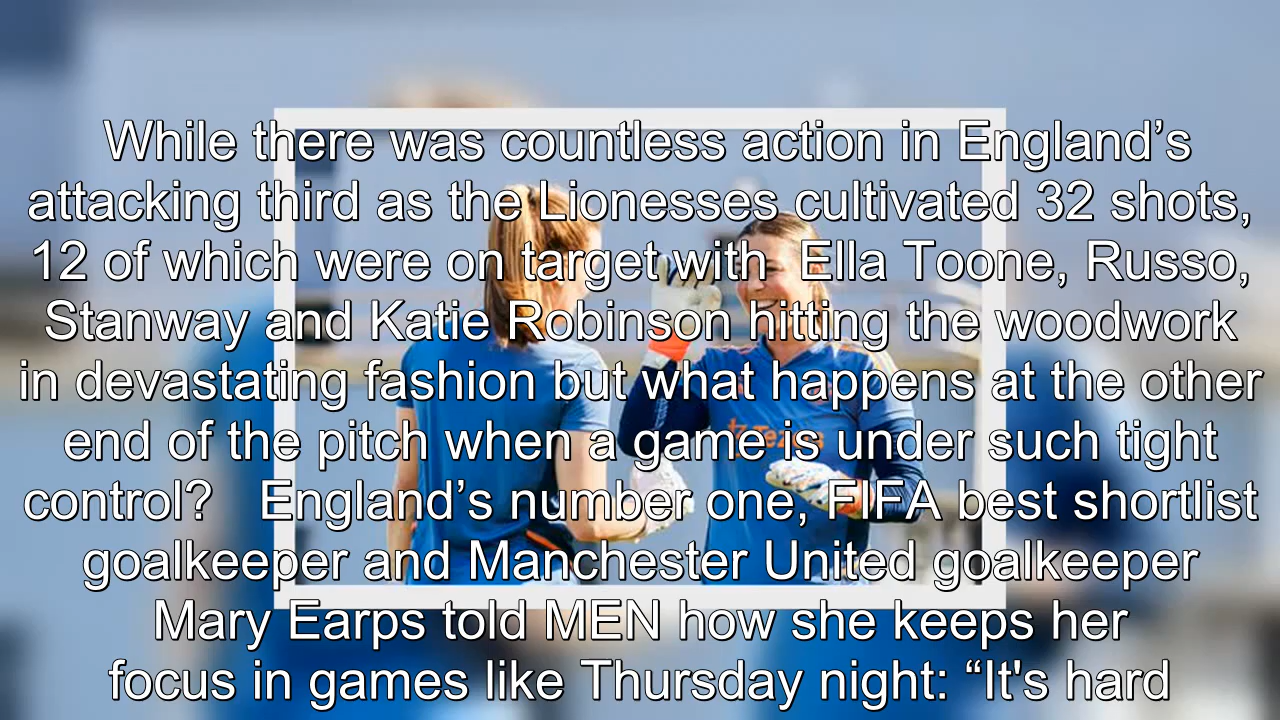 While there was countless action in England’s
attacking third as the Lionesses cultivated 32 shots,
12 of which were on target with  Ella Toone, Russo,
Stanway and Katie Robinson hitting the woodwork
in devastating fashion but what happens at the other
end of the pitch when a game is under such tight
control?   England’s number one, FIFA best shortlist
goalkeeper and Manchester United goalkeeper
Mary Earps told MEN how she keeps her
focus in games like Thursday night: “It's hard